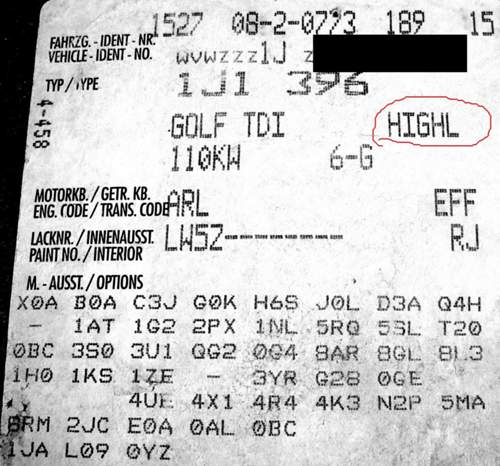 1527 08-2-0773 189 15
FAHRZG. - IDENT - NR.
VEHICLE - IDENT - NO. WVWZZZ1J Z
TYP / TYPE 1J1 396
4-458
GOLF TDI HIGHL
110KW 6-G
MOTORKB. / GETR. KB.
ENG. CODE / TRANS. CODE ARL EFF
LACKNR. / INNENAUSST. LW5Z-------- RJ
PAINT NO. / INTERIOR
M. - AUSST. / OPTIONS
X0A B0A C3J G0K H6S J0L D3A Q4H
- 1AT 1G2 2PX 1NL 5RQ 5SL T20
0BC 3S0 3U1 QG2 0G4 8AR 8GL 8L3
1H0 1KS 1ZE - 3YR G28 0GE
4UE 4X1 4R4 4K3 N2P 5MA
8RM 2JC E0A 0AL 0BC
1JA L09 0YZ